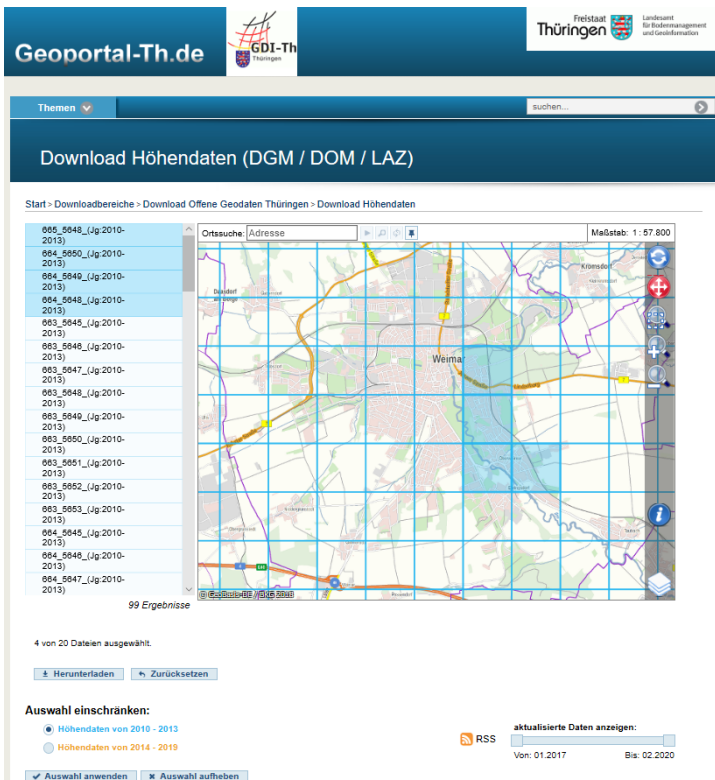 Geoportal-Th.de
GDI-Th
Thüringen
Freistaat
Thüringen
Landesamt
für Bodenmanagement
und Geoinformation
Themen
suchen...
Download Höhendaten (DGM / DOM / LAZ)
Start > Downloadbereiche > Download Offene Geodaten Thüringen > Download Höhendaten
665_5648_(Jg:2010-
2013)
664_5650_(Jg:2010-
2013)
664_5649_(Jg:2010-
2013)
664_5648_(Jg:2010-
2013)
663_5645_(Jg:2010-
2013)
663_5646_(Jg:2010-
2013)
663_5647_(Jg:2010-
2013)
663_5648_(Jg:2010-
2013)
663_5649_(Jg:2010-
2013)
663_5650_(Jg:2010-
2013)
663_5651_(Jg:2010-
2013)
663_5652_(Jg:2010-
2013)
663_5653_(Jg:2010-
2013)
664_5645_(Jg:2010-
2013)
664_5646_(Jg:2010-
2013)
664_5647_(Jg:2010-
2013)
99 Ergebnisse
Ortssuche: Adresse
Maßstab: 1 : 57.800
Kromsdorf
Weimar
© GeoBasis-DE / BKG 2018
4 von 20 Dateien ausgewählt.
Herunterladen
Zurücksetzen
Auswahl einschränken:
Höhendaten von 2010 - 2013
Höhendaten von 2014 - 2019
RSS
aktualisierte Daten anzeigen:
Von: 01.2017
Bis: 02.2020
Auswahl anwenden
Auswahl aufheben